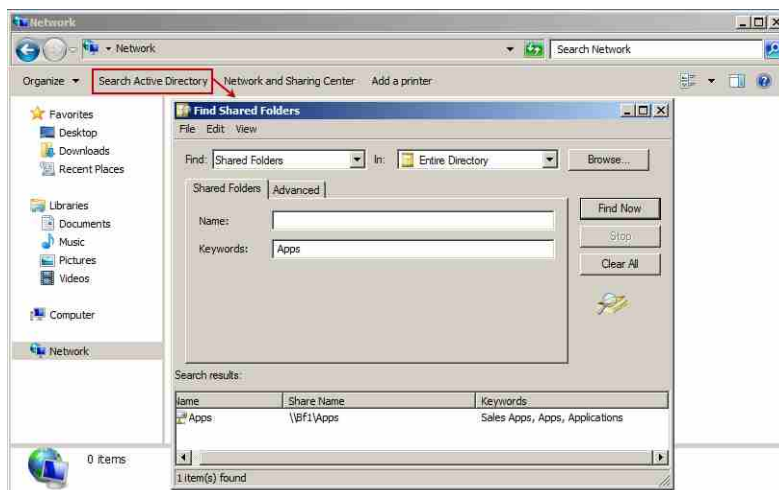 Network
Network
Search Network
Organize
Search Active Directory
Network and Sharing Center
Add a printer
Favorites
Desktop
Downloads
Recent Places
Libraries
Documents
Music
Pictures
Videos
Computer
Network
0 items
Find Shared Folders
File Edit View
Find: Shared Folders In: Entire Directory Browse...
Shared Folders Advanced
Name:
Keywords: Apps
Find Now
Stop
Clear All
Search results:
Name Share Name Keywords
Apps \\Bf1\Apps Sales Apps, Apps, Applications
1 item(s) found